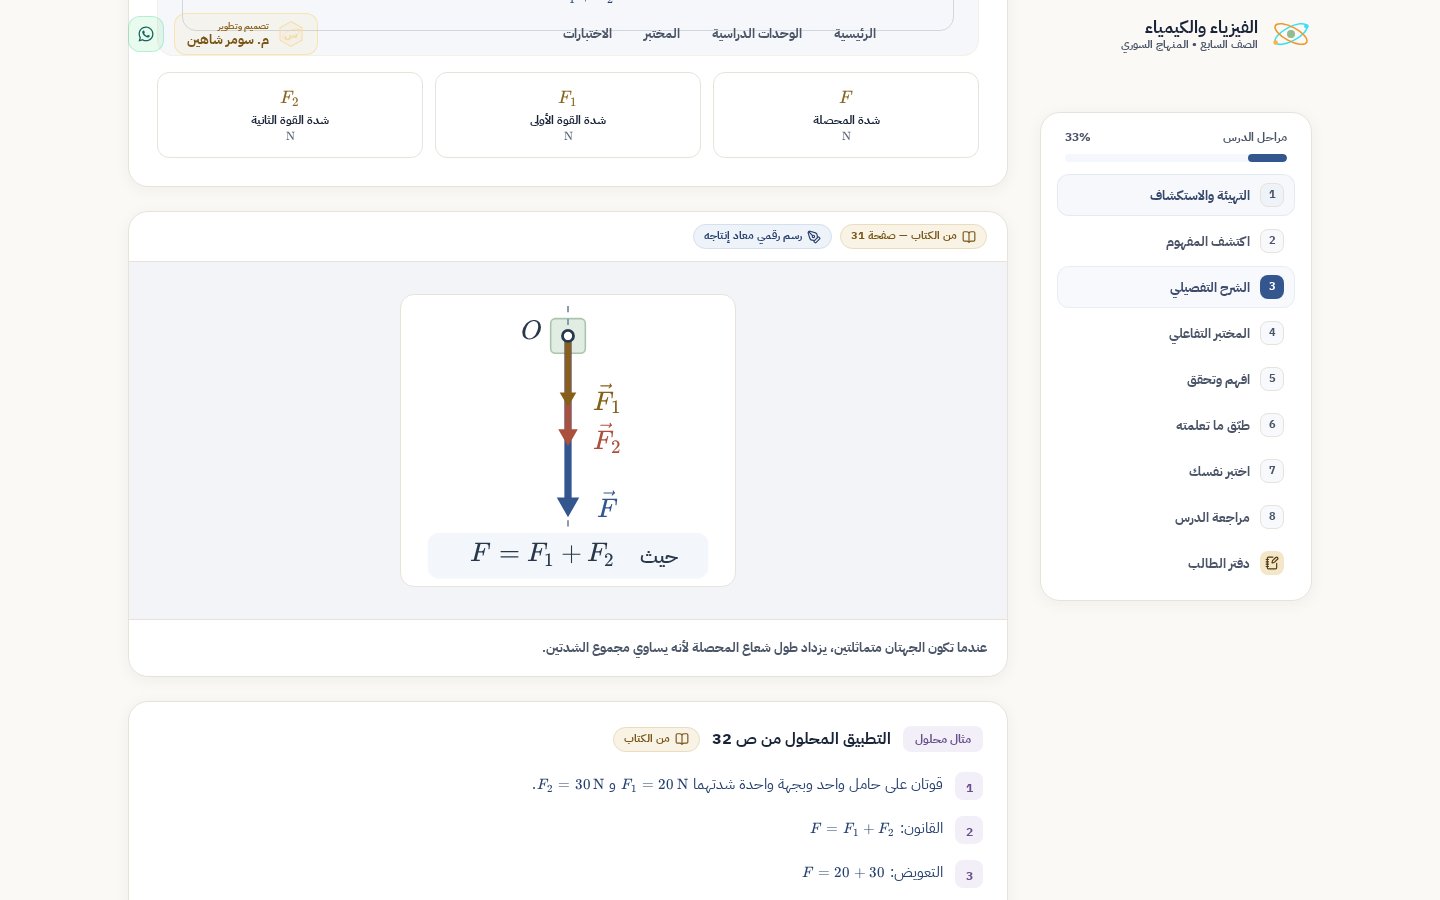 الفيزياء والكيمياء
الصف السابع • المنهاج السوري
الرئيسية
الوحدات الدراسية
المختبر
الاختبارات
تصميم وتطوير
م. سومر شاهين
مراحل الدرس
33%
1 التهيئة والاستكشاف
2 اكتشف المفهوم
3 الشرح التفصيلي
4 المختبر التفاعلي
5 افهم وتحقق
6 طبّق ما تعلمته
7 اختبر نفسك
8 مراجعة الدرس
دفتر الطالب
F
شدة المحصلة
N
F₁
شدة القوة الأولى
N
F₂
شدة القوة الثانية
N
من الكتاب — صفحة 31
رسم رقمي معاد إنتاجه
O
F⃗₁
F⃗₂
F⃗
حيث F = F₁ + F₂
عندما تكون الجهتان متماثلتين، يزداد طول شعاع المحصلة لأنه يساوي مجموع الشدتين.
مثال محلول
التطبيق المحلول من ص 32
من الكتاب
1 قوتان على حامل واحد وبجهة واحدة شدتهما F₁ = 20 N و F₂ = 30 N.
2 القانون: F = F₁ + F₂
3 التعويض: F = 20 + 30